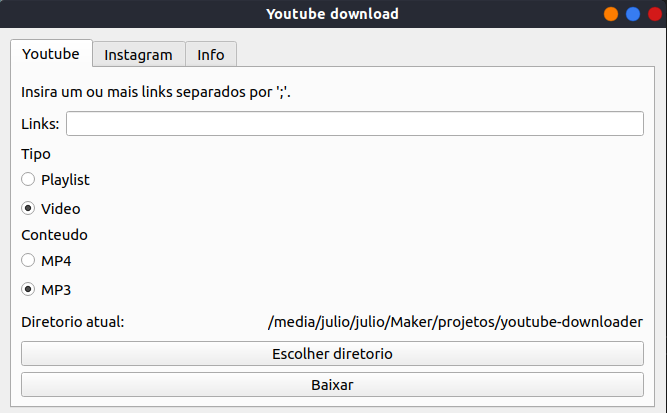 Youtube download
Youtube Instagram Info
Insira um ou mais links separados por ';'.
Links:
Tipo
Playlist
Video
Conteudo
MP4
MP3
Diretorio atual: /media/julio/julio/Maker/projetos/youtube-downloader
Escolher diretorio
Baixar